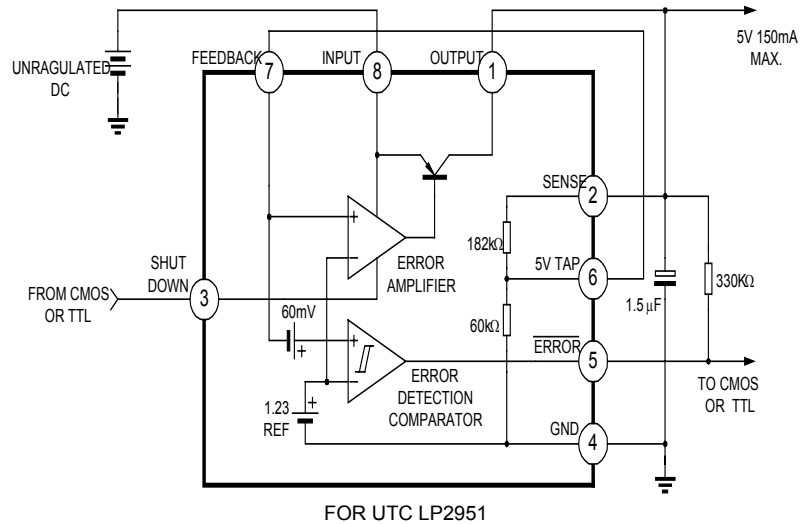 5V 150mA
MAX.
UNRAGULATED
DC
FEEDBACK
7
INPUT
8
OUTPUT
1
SENSE
2
182kΩ
5V TAP
6
330KΩ
1.5 μF
SHUT
DOWN
3
FROM CMOS
OR TTL
+
−
ERROR
AMPLIFIER
60mV
+
60kΩ
ERROR
5
+
−
ERROR
DETECTION
COMPARATOR
TO CMOS
OR TTL
1.23
REF
+
GND
4
FOR UTC LP2951